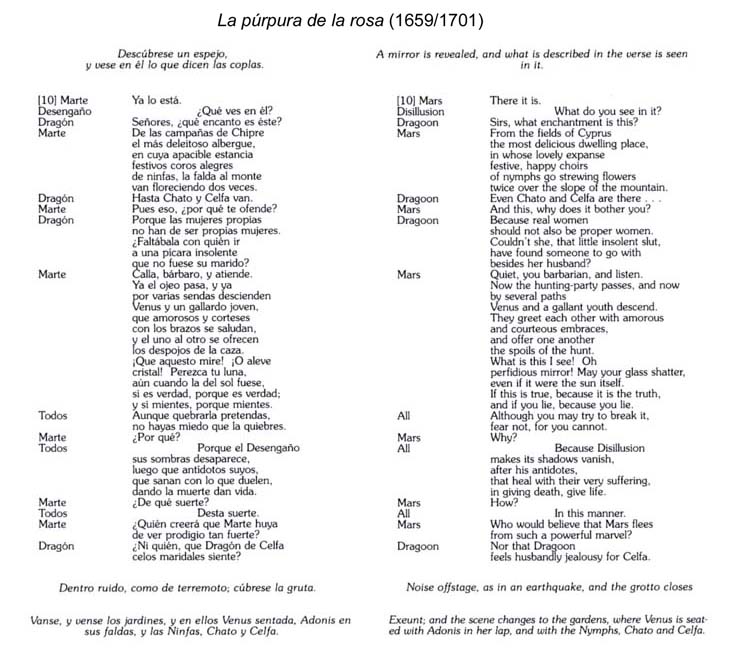 La púrpura de la rosa (1659/1701)
Descúbrese un espejo,
y vese en él lo que dicen las coplas.
[10] Marte Ya lo está.
Desengaño ¿Qué ves en él?
Dragón Señores, ¿qué encanto es éste?
Marte De las campañas de Chipre
el más deleitoso albergue,
en cuya apacible estancia
festivos coros alegres
de ninfas, la falda al monte
van floreciendo dos veces.
Dragón Hasta Chato y Celfa van.
Marte Pues eso, ¿por qué te ofende?
Dragón Porque las mujeres propias
no han de ser propias mujeres.
¿Faltábala con quién ir
a una pícara insolente
que no fuese su marido?
Marte Calla, bárbaro, y atiende.
Ya el ojeo pasa, y ya
por varias sendas descienden
Venus y un gallardo joven,
que amorosos y corteses
con los brazos se saludan,
y el uno al otro se ofrecen
los despojos de la caza.
¡Que aquesto mire! ¡O aleve
cristal! Perezca tu luna,
aún cuando la del sol fuese,
si es verdad, porque es verdad;
y si mientes, porque mientes.
Todos Aunque quebrarla pretendas,
no hayas miedo que la quiebres.
Marte ¿Por qué?
Todos Porque el Desengaño
sus sombras desaparece,
luego que antídotos suyos,
que sanan con lo que duelen,
dando la muerte dan vida.
Marte ¿De qué suerte?
Todos Desta suerte.
Marte ¿Quién creerá que Marte huya
de ver prodigio tan fuerte?
Dragón ¿Ni quién, que Dragón de Celfa
celos maridales siente?
Dentro ruido, como de terremoto; cúbrese la gruta.
Vanse, y vense los jardines, y en ellos Venus sentada, Adonis en
sus faldas, y las Ninfas, Chato y Celfa.
A mirror is revealed, and what is described in the verse is seen
in it.
[10] Mars There it is.
Disillusion What do you see in it?
Dragoon Sirs, what enchantment is this?
Mars From the fields of Cyprus
the most delicious dwelling place,
in whose lovely expanse
festive, happy choirs
of nymphs go strewing flowers
twice over the slope of the mountain.
Dragoon Even Chato and Celfa are there . . .
Mars And this, why does it bother you?
Dragoon Because real women
should not also be proper women.
Couldn't she, that little insolent slut,
have found someone to go with
besides her husband?
Mars Quiet, you barbarian, and listen.
Now the hunting-party passes, and now
by several paths
Venus and a gallant youth descend.
They greet each other with amorous
and courteous embraces,
and offer one another
the spoils of the hunt.
What is this I see! Oh
perfidious mirror! May your glass shatter,
even if it were the sun itself.
If this is true, because it is the truth,
and if you lie, because you lie.
All Although you may try to break it,
fear not, for you cannot.
Mars Why?
All Because Disillusion
makes its shadows vanish,
after his antidotes,
that heal with their very suffering,
in giving death, give life.
Mars How?
All In this manner.
Mars Who would believe that Mars flees
from such a powerful marvel?
Dragoon Nor that Dragoon
feels husbandly jealousy for Celfa.
Noise offstage, as in an earthquake, and the grotto closes
Exeunt; and the scene changes to the gardens, where Venus is seat-
ed with Adonis in her lap, and with the Nymphs, Chato and Celfa.